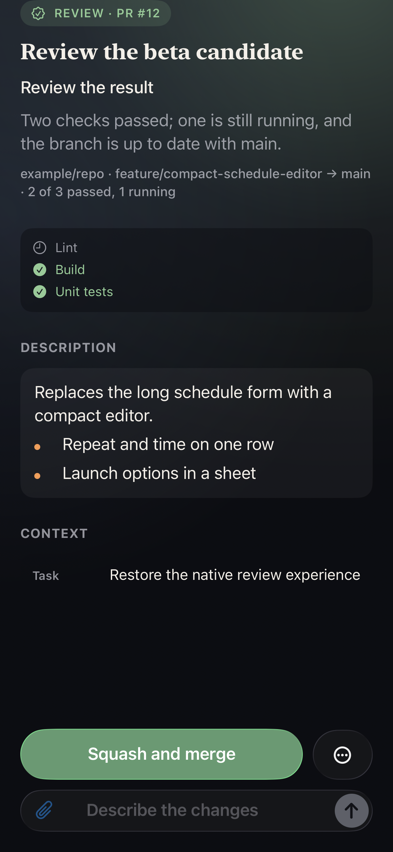 REVIEW · PR #12
Review the beta candidate
Review the result
Two checks passed; one is still running, and
the branch is up to date with main.
example/repo · feature/compact-schedule-editor → main
· 2 of 3 passed, 1 running
Lint
Build
Unit tests
DESCRIPTION
Replaces the long schedule form with a
compact editor.
• Repeat and time on one row
• Launch options in a sheet
CONTEXT
Task Restore the native review experience
Squash and merge
Describe the changes